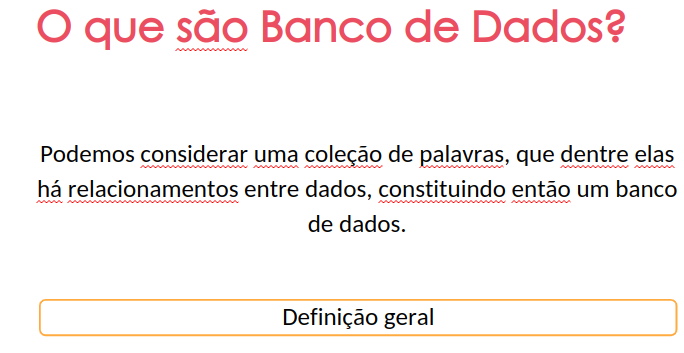 O que são Banco de Dados?
Podemos considerar uma coleção de palavras, que dentre elas
há relacionamentos entre dados, constituindo então um banco
de dados.
Definição geral